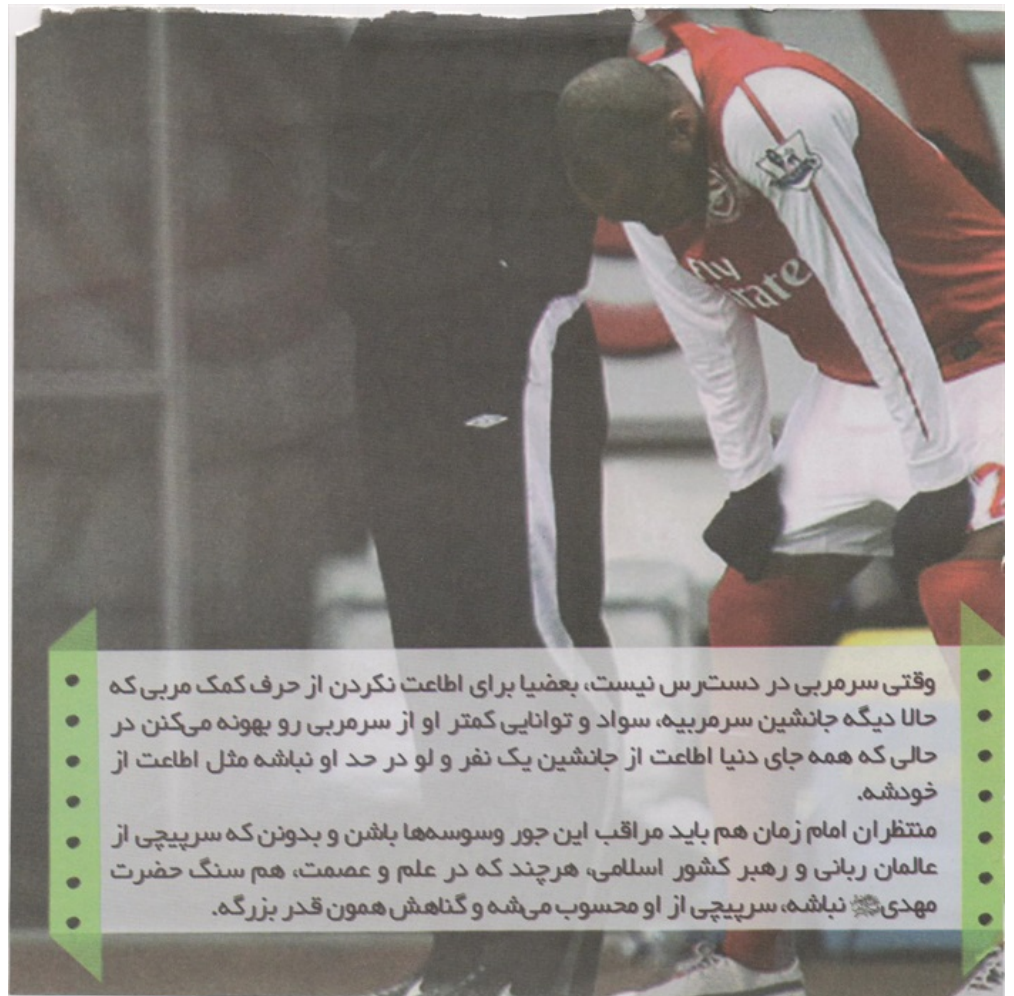 Fly
Emirates
وقتی سرمربی در دست‌رس نیست، بعضیا برای اطاعت نکردن از حرف کمک مربی که
حالا دیگه جانشین سرمربیه، سواد و توانایی کمتر او از سرمربی رو بهونه می‌کنن در
حالی که همه جای دنیا اطاعت از جانشین یک نفر و لو در حد او نباشه مثل اطاعت از
خودشه.
منتظران امام زمان هم باید مراقب این جور وسوسه‌ها باشن و بدونن که سرپیچی از
عالمان ربانی و رهبر کشور اسلامی، هرچند که در علم و عصمت، هم سنگ حضرت
مهدی نباشه، سرپیچی از او محسوب می‌شه و گناهش همون قدر بزرگه.